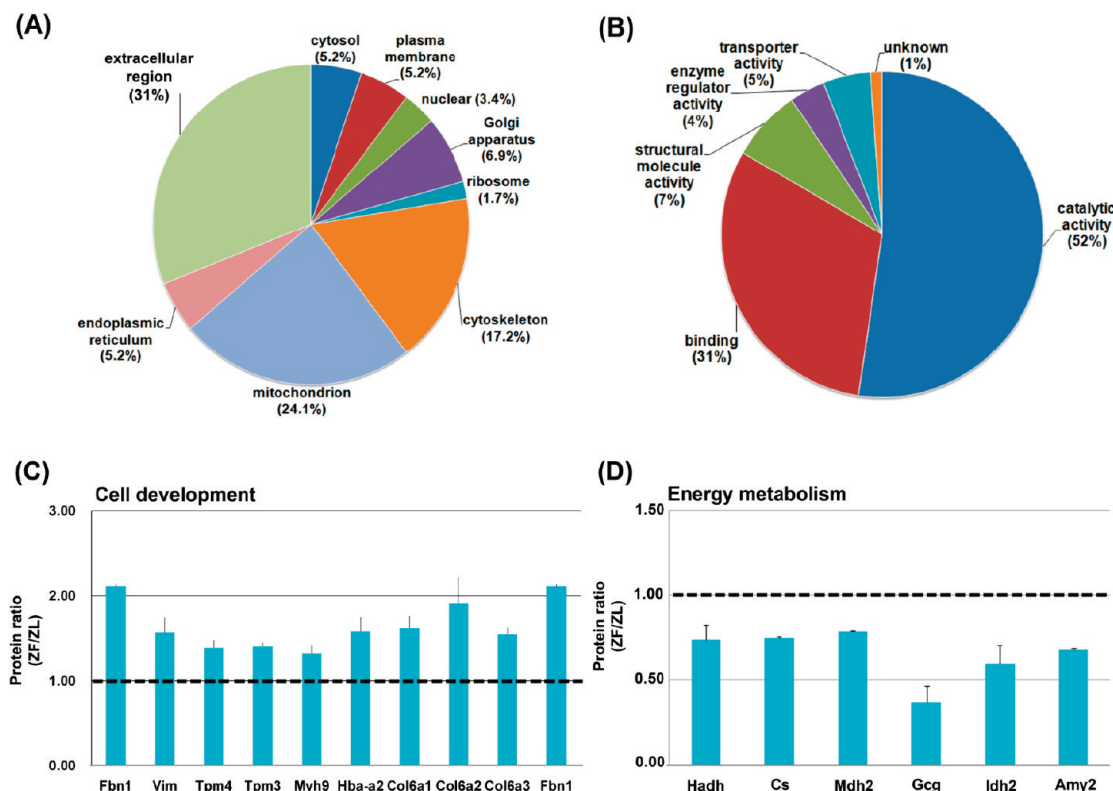 (A)
cytosol
(5.2%)
plasma
membrane
(5.2%)
nuclear (3.4%)
Golgi
apparatus
(6.9%)
ribosome
(1.7%)
cytoskeleton
(17.2%)
mitochondrion
(24.1%)
endoplasmic
reticulum
(5.2%)
extracellular
region
(31%)
(B)
unknown
(1%)
transporter
activity
(5%)
enzyme
regulator
activity
(4%)
structural
molecule
activity
(7%)
binding
(31%)
catalytic
activity
52%)
(C)
Cell development
Protein ratio
(ZF/ZL)
3.00
2.00
1.00
0.00
Fbn1 Vim Tpm4 Tpm3 Myh9 Hba-a2 Col6a1 Col6a2 Col6a3 Fbn1
(D)
Energy metabolism
Protein ratio
(ZF/ZL)
1.50
1.00
0.50
0.00
Hadh Cs Mdh2 Gcg Idh2 Amy2